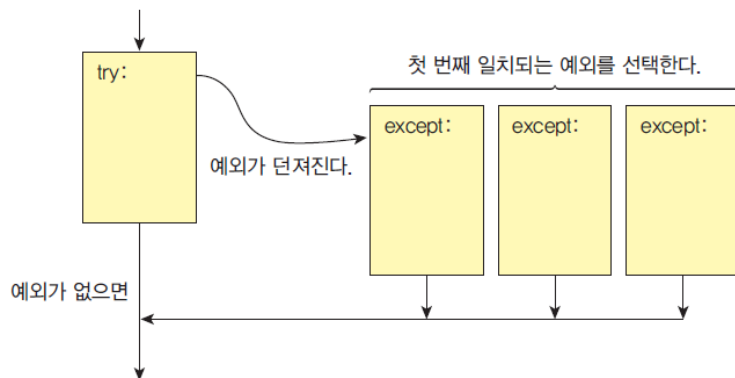 try:
첫 번째 일치되는 예외를 선택한다.
except:
except:
except:
예외가 던져진다.
예외가 없으면